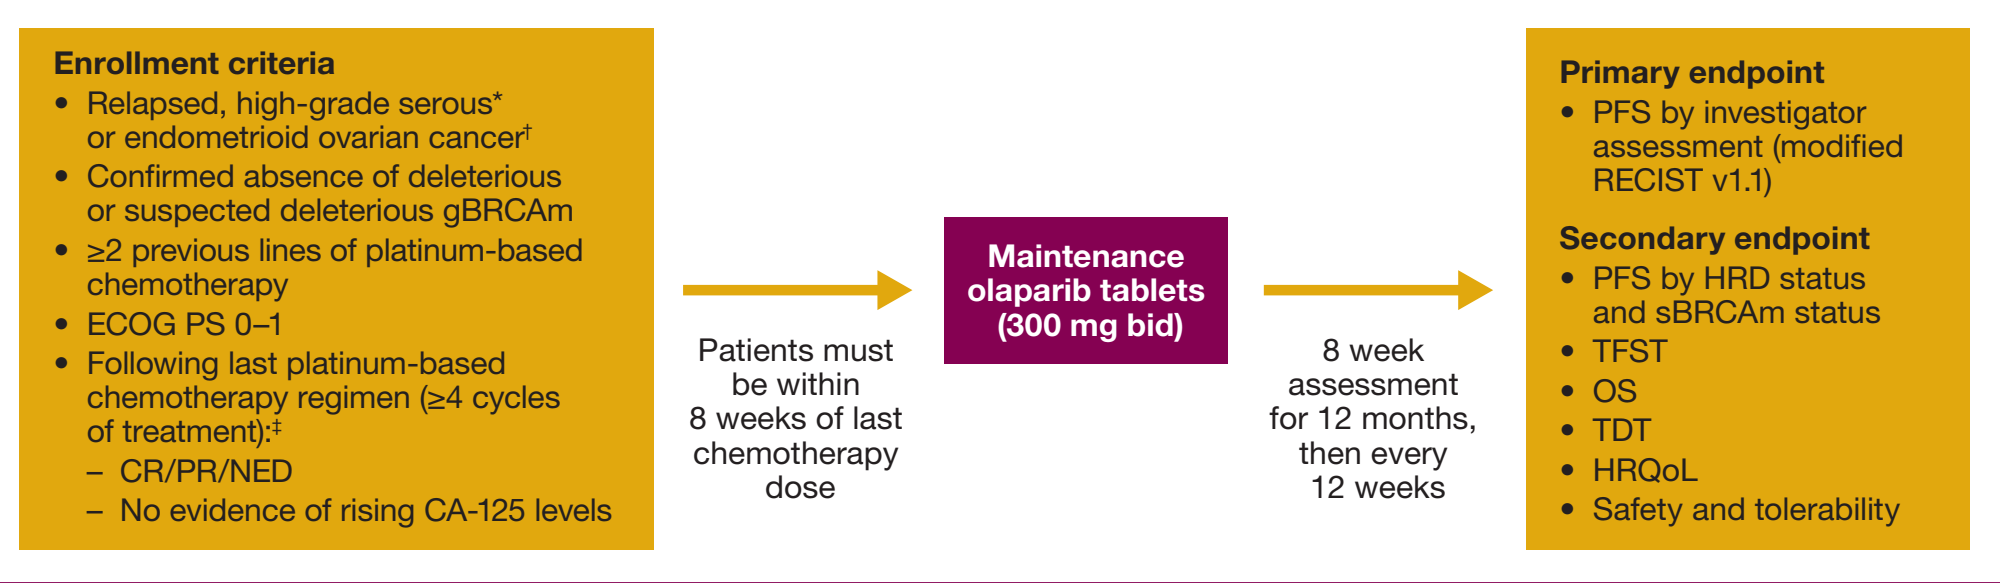 Enrollment criteria
• Relapsed, high-grade serous*
or endometrioid ovarian cancer†
• Confirmed absence of deleterious
or suspected deleterious gBRCAm
• ≥2 previous lines of platinum-based
chemotherapy
• ECOG PS 0–1
• Following last platinum-based
chemotherapy regimen (≥4 cycles
of treatment):‡
– CR/PR/NED
– No evidence of rising CA-125 levels
Patients must
be within
8 weeks of last
chemotherapy
dose
Maintenance
olaparib tablets
(300 mg bid)
8 week
assessment
for 12 months,
then every
12 weeks
Primary endpoint
• PFS by investigator
assessment (modified
RECIST v1.1)
Secondary endpoint
• PFS by HRD status
and sBRCAm status
• TFST
• OS
• TDT
• HRQoL
• Safety and tolerability